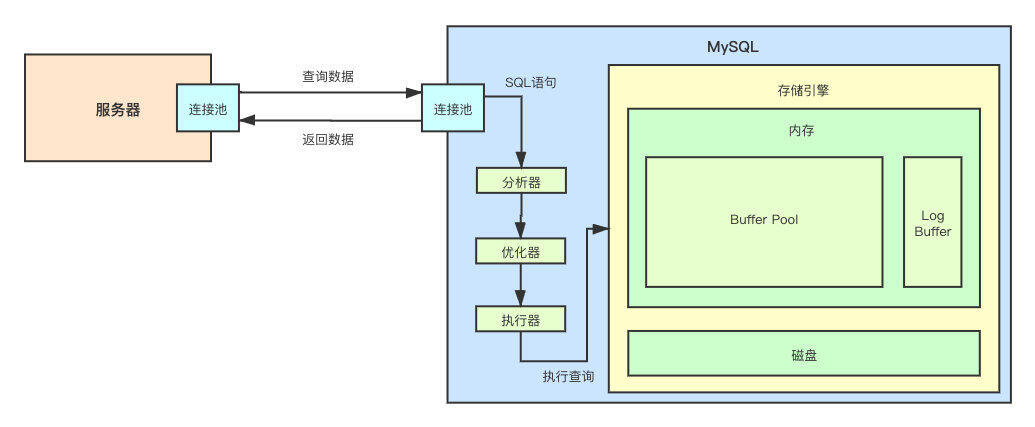 MySQL
服务器
连接池
查询数据
返回数据
连接池
SQL语句
分析器
优化器
执行器
执行查询
存储引擎
内存
Buffer Pool
Log
Buffer
磁盘